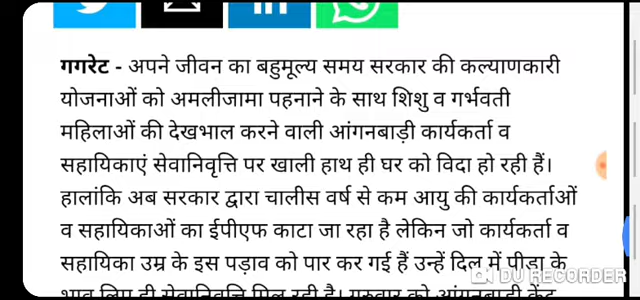 गगरेट - अपने जीवन का बहुमूल्य समय सरकार की कल्याणकारी
योजनाओं को अमलीजामा पहनाने के साथ शिशु व गर्भवती
महिलाओं की देखभाल करने वाली आंगनबाड़ी कार्यकर्ता व
सहायिकाएं सेवानिवृत्ति पर खाली हाथ ही घर को विदा हो रही हैं।
हालांकि अब सरकार द्वारा चालीस वर्ष से कम आयु की कार्यकर्ताओं
व सहायिकाओं का ईपीएफ काटा जा रहा है लेकिन जो कार्यकर्ता व
सहायिका उम्र के इस पड़ाव को पार कर गई हैं उन्हें दिल में पीड़ा के
भाव लिए ही सेवानिवृत्ति मिल रही है। गुरुवार को आंगनबाड़ी केंद्र
DU RECORDER